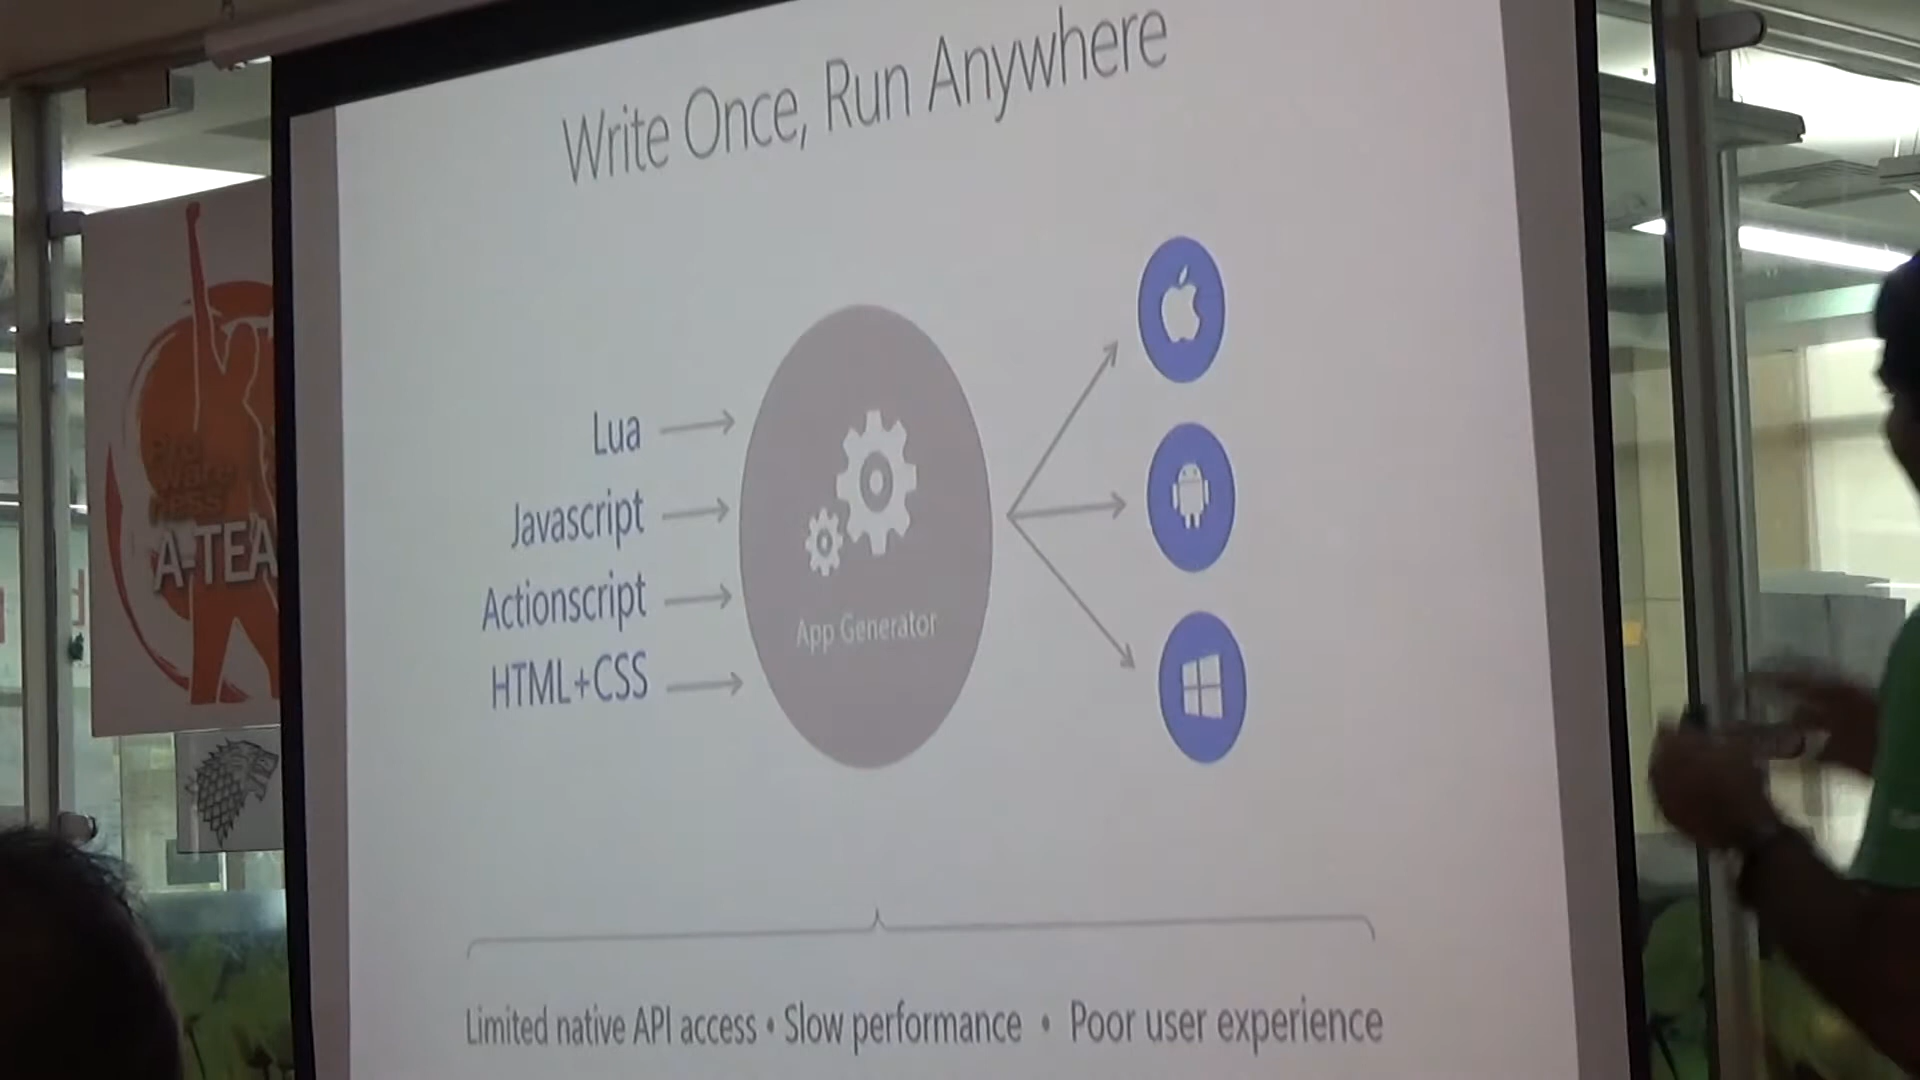 Write Once, Run Anywhere
Lua
Javascript
Actionscript
HTML+CSS
App Generator
Limited native API access • Slow performance • Poor user experience
A-TEA